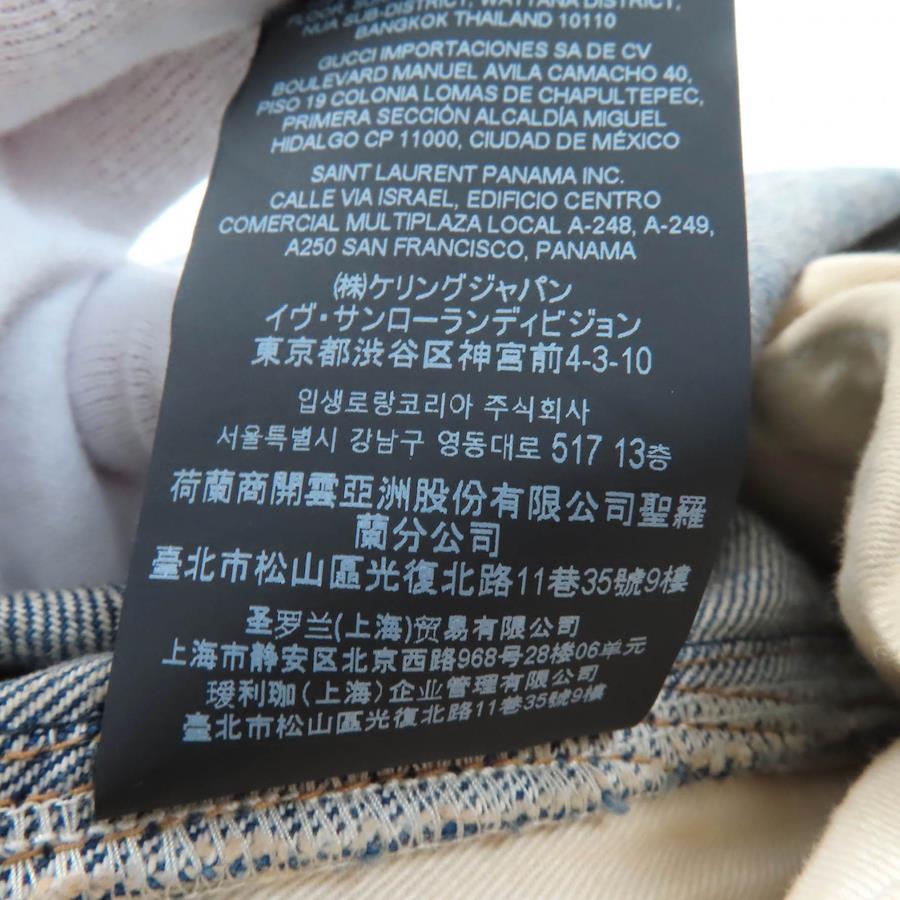 FLOOR, SU WATTANA DISTRICT,
NUA SUB-DISTRICT, WATTANA DISTRICT,
BANGKOK THAILAND 10110
GUCCI IMPORTACIONES SA DE CV
BOULEVARD MANUEL AVILA CAMACHO 40,
PISO 19 COLONIA LOMAS DE CHAPULTEPEC,
PRIMERA SECCIÓN ALCALDÍA MIGUEL
HIDALGO CP 11000, CIUDAD DE MÉXICO
SAINT LAURENT PANAMA INC.
CALLE VIA ISRAEL, EDIFICIO CENTRO
COMERCIAL MULTIPLAZA LOCAL A-248, A-249,
A250 SAN FRANCISCO, PANAMA
(株)ケリングジャパン
イヴ・サンローランディビジョン
東京都渋谷区神宮前4-3-10
입생로랑코리아 주식회사
서울특별시 강남구 영동대로 517 13층
荷蘭商開雲亞洲股份有限公司聖羅
蘭分公司
臺北市松山區光復北路11巷35號9樓
圣罗兰(上海)贸易有限公司
上海市静安区北京西路968号28楼06单元
瑷利珈(上海)企业管理有限公司
臺北市松山區光復北路11巷35號9樓